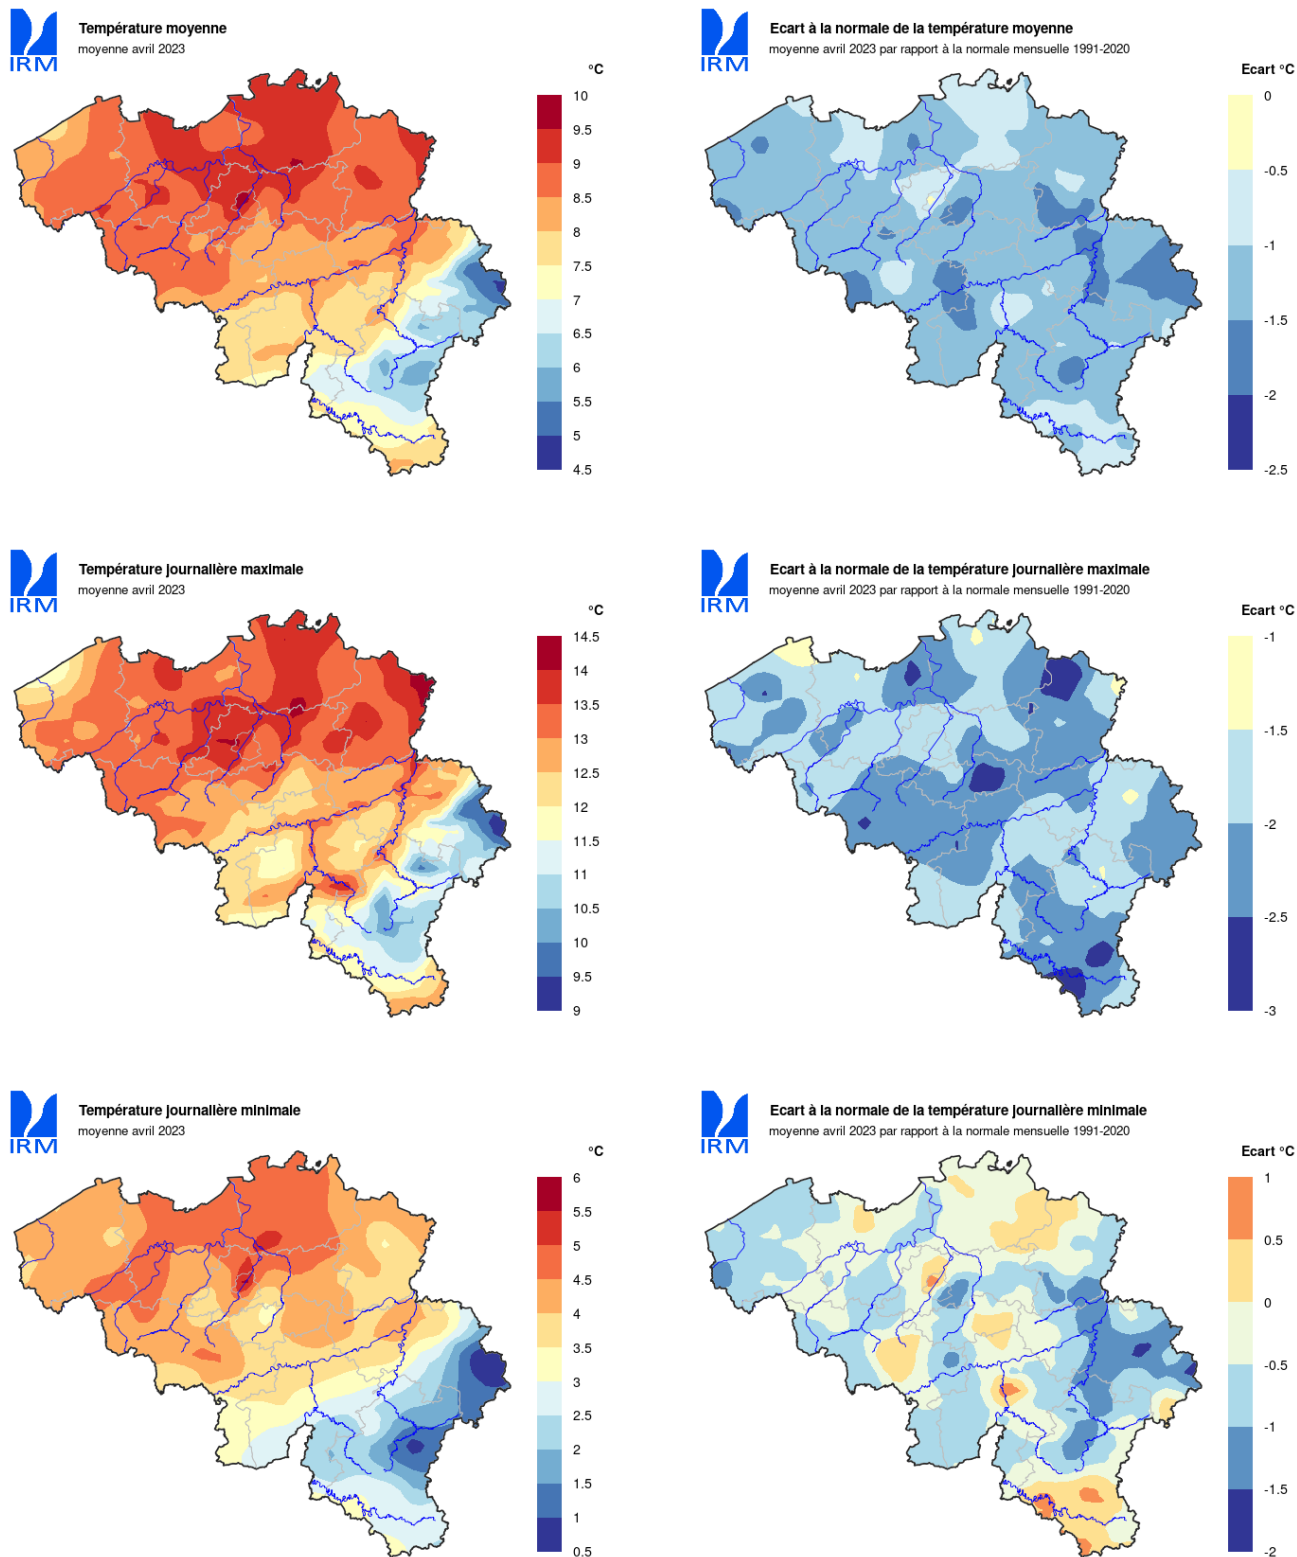 IRM
Température moyenne
moyenne avril 2023
°C
10
9.5
9
8.5
8
7.5
7
6.5
6
5.5
5
4.5
IRM
Ecart à la normale de la température moyenne
moyenne avril 2023 par rapport à la normale mensuelle 1991-2020
Ecart °C
0
-0.5
-1
-1.5
-2
-2.5
IRM
Température journalière maximale
moyenne avril 2023
°C
14.5
14
13.5
13
12.5
12
11.5
11
10.5
10
9.5
9
IRM
Ecart à la normale de la température journalière maximale
moyenne avril 2023 par rapport à la normale mensuelle 1991-2020
Ecart °C
-1
-1.5
-2
-2.5
-3
IRM
Température journalière minimale
moyenne avril 2023
°C
6
5.5
5
4.5
4
3.5
3
2.5
2
1.5
1
0.5
IRM
Ecart à la normale de la température journalière minimale
moyenne avril 2023 par rapport à la normale mensuelle 1991-2020
Ecart °C
1
0.5
0
-0.5
-1
-1.5
-2